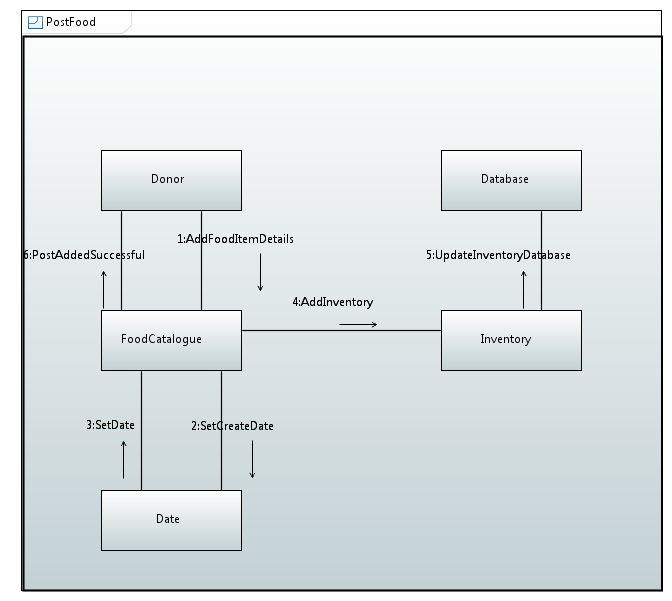 PostFood
Donor
Database
1:AddFoodItemDetails
6:PostAddedSuccessful
5:UpdateInventoryDatabase
4:AddInventory
FoodCatalogue
Inventory
3:SetDate
2:SetCreateDate
Date